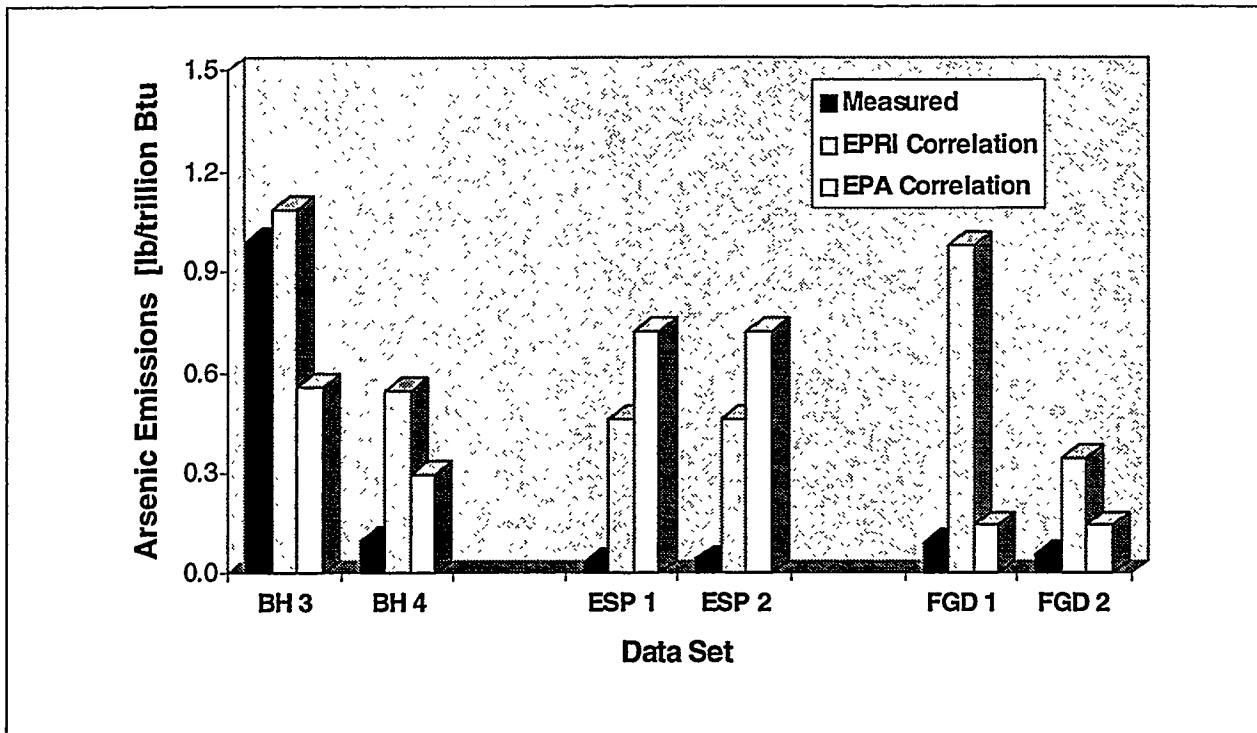 Arsenic Emissions [lb/trillion Btu
1.5
1.2
0.9
0.6
0.3
0.0
Measured
EPRI Correlation
EPA Correlation
BH 3
BH 4
ESP 1
ESP 2
FGD 1
FGD 2
Data Set